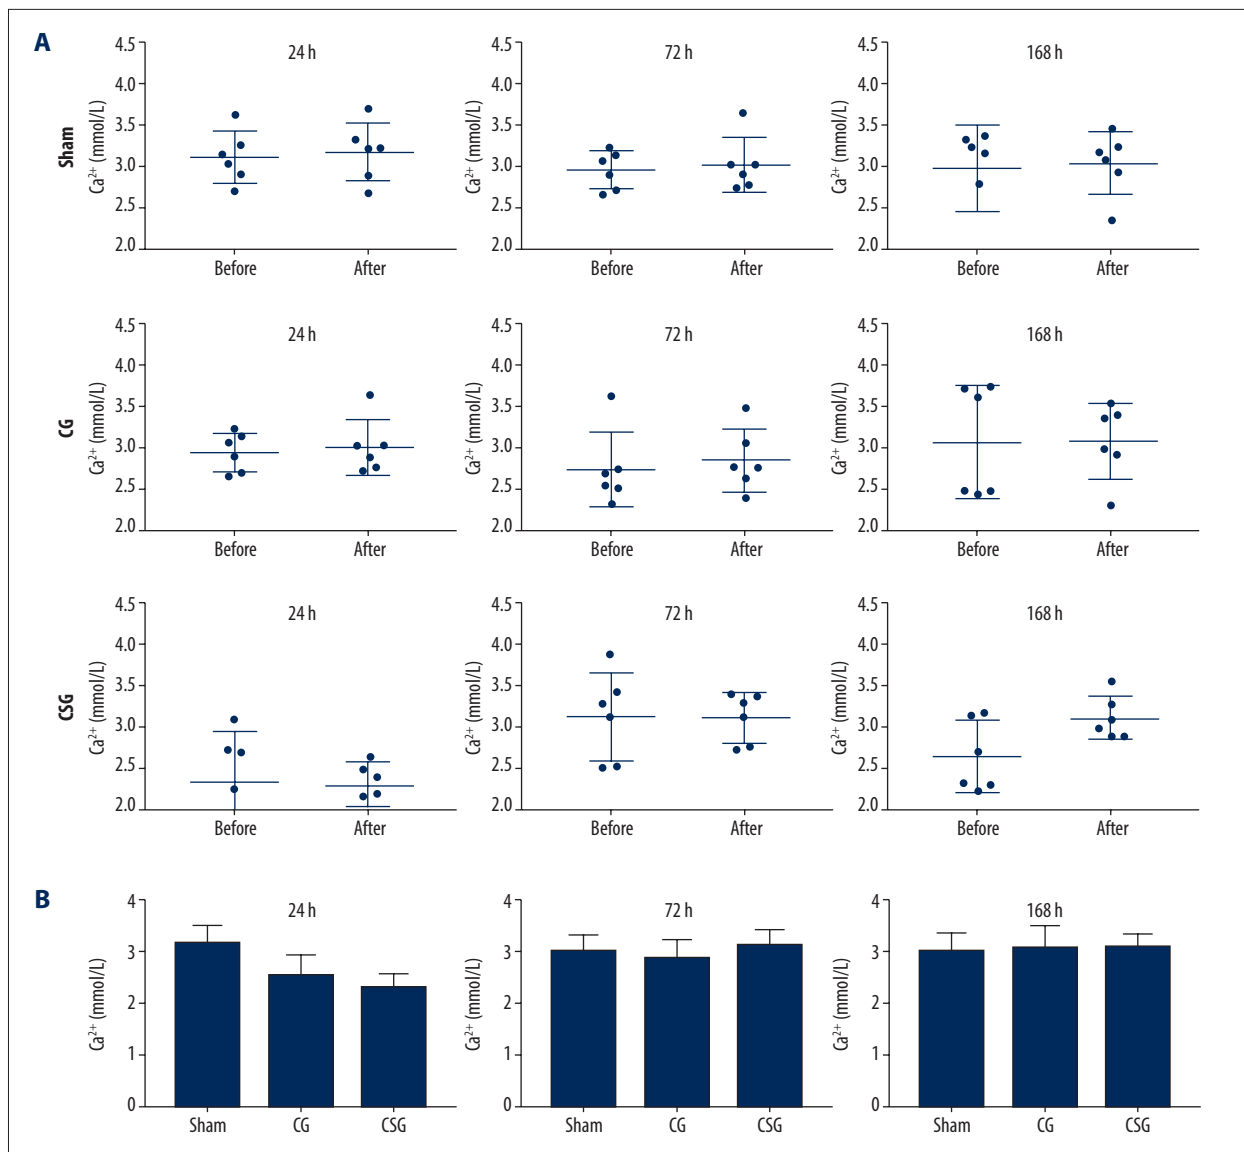 A
Sham
24 h
Ca2+ (mmol/L)
4.5
4.0
3.5
3.0
2.5
2.0
Before
After
72 h
Ca2+ (mmol/L)
4.5
4.0
3.5
3.0
2.5
2.0
Before
After
168 h
Ca2+ (mmol/L)
4.5
4.0
3.5
3.0
2.5
2.0
Before
After
CG
24 h
Ca2+ (mmol/L)
4.5
4.0
3.5
3.0
2.5
2.0
Before
After
72 h
Ca2+ (mmol/L)
4.5
4.0
3.5
3.0
2.5
2.0
Before
After
168 h
Ca2+ (mmol/L)
4.5
4.0
3.5
3.0
2.5
2.0
Before
After
CSG
24 h
Ca2+ (mmol/L)
4.5
4.0
3.5
3.0
2.5
2.0
Before
After
72 h
Ca2+ (mmol/L)
4.5
4.0
3.5
3.0
2.5
2.0
Before
After
168 h
Ca2+ (mmol/L)
4.5
4.0
3.5
3.0
2.5
2.0
Before
After
B
24 h
Ca2+ (mmol/L)
4
3
2
1
0
Sham
CG
CSG
72 h
Ca2+ (mmol/L)
4
3
2
1
0
Sham
CG
CSG
168 h
Ca2+ (mmol/L)
4
3
2
1
0
Sham
CG
CSG